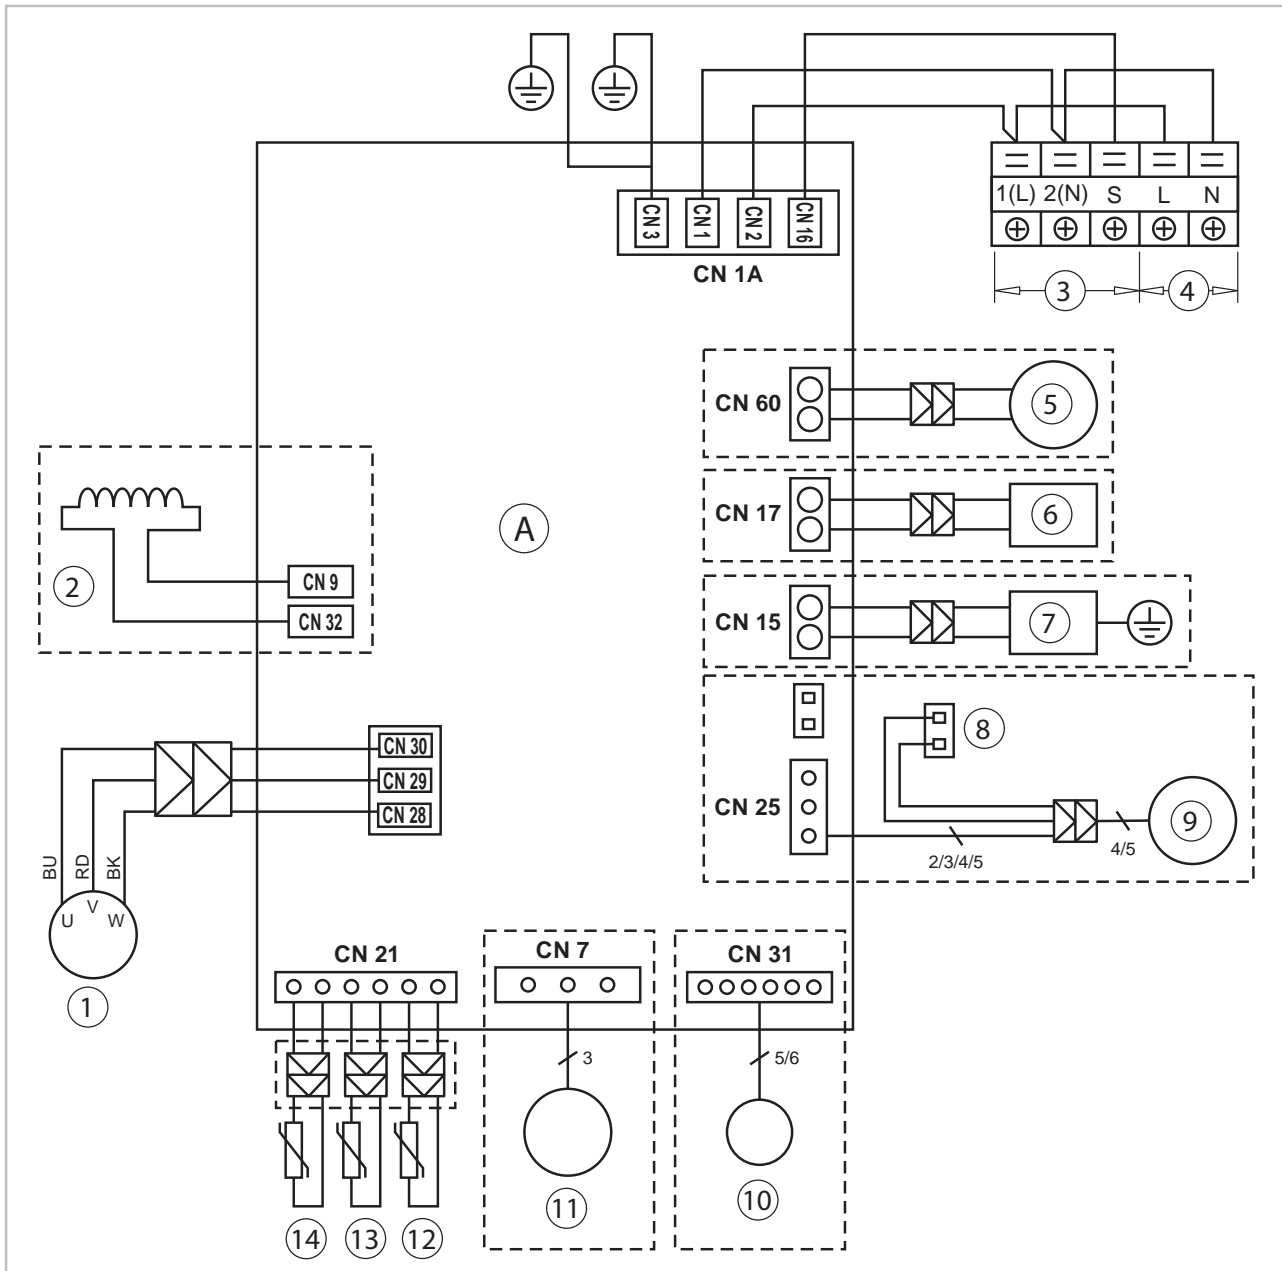 1(L) 2(N) S L N
CN 3 CN 1 CN 2 CN 16
CN 1A
3 4
CN 60 5
CN 17 6
A
CN 9
2
CN 32
CN 15 7
8
CN 30
CN 29
CN 28
CN 25
9
2/3/4/5
4/5
BU RD BK
U V W
1
CN 21
CN 7
CN 31
3
5/6
11
10
14 13 12